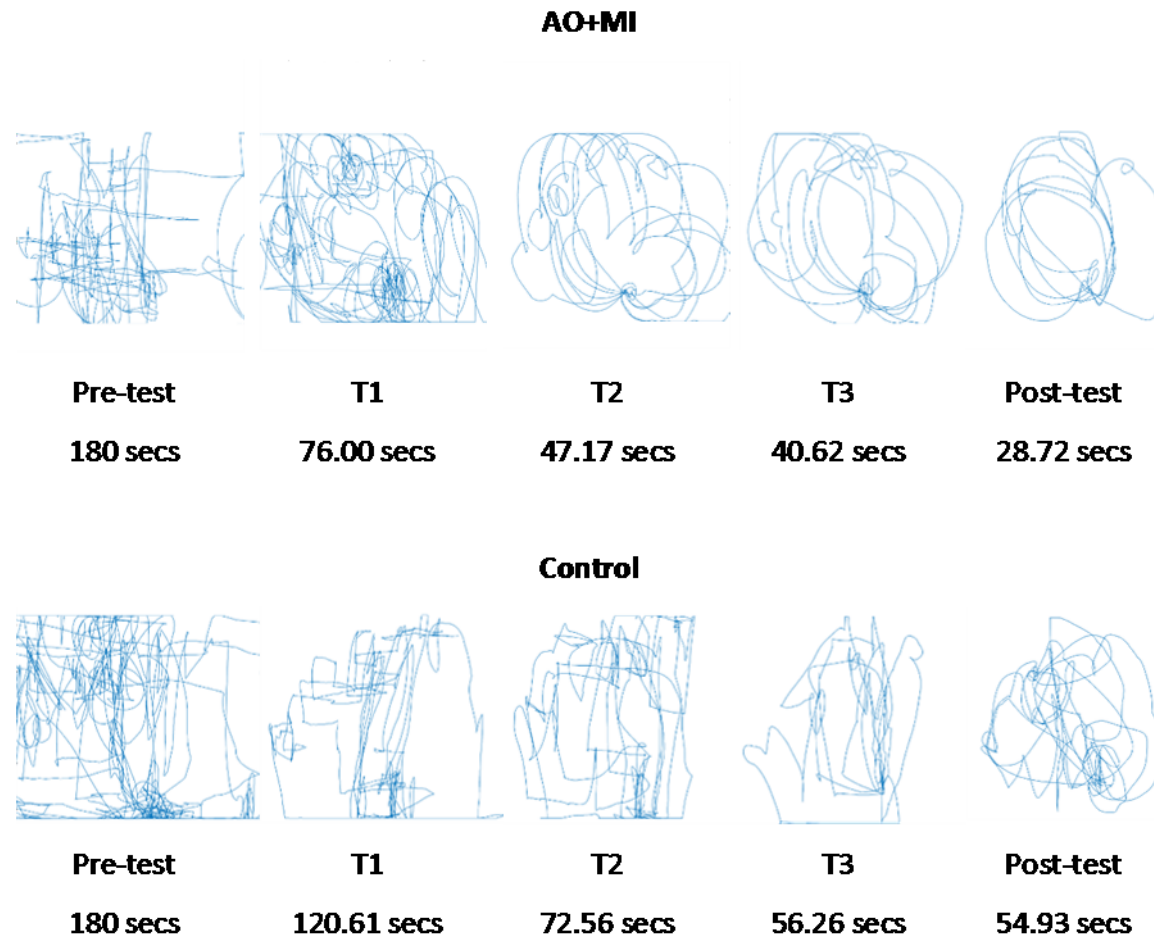 AO+MI
Pre-test T1 T2 T3 Post-test
180 secs 76.00 secs 47.17 secs 40.62 secs 28.72 secs
Control
Pre-test T1 T2 T3 Post-test
180 secs 120.61 secs 72.56 secs 56.26 secs 54.93 secs